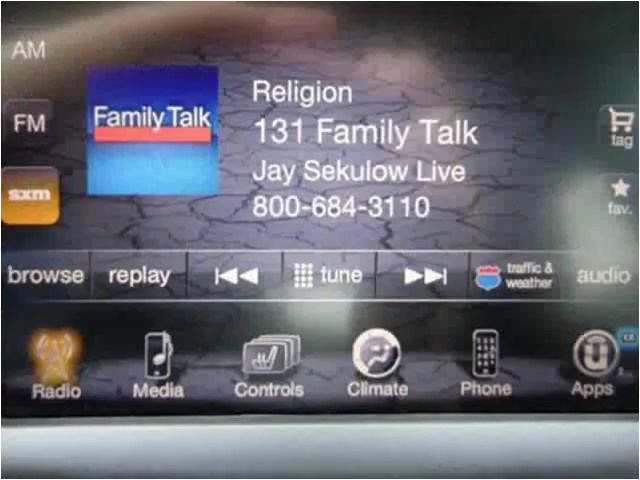 AM
FM
sxm
Family Talk
Religion
131 Family Talk
Jay Sekulow Live
800-684-3110
tag
fav.
browse
replay
tune
traffic &
weather
audio
Radio
Media
Controls
Climate
Phone
Apps